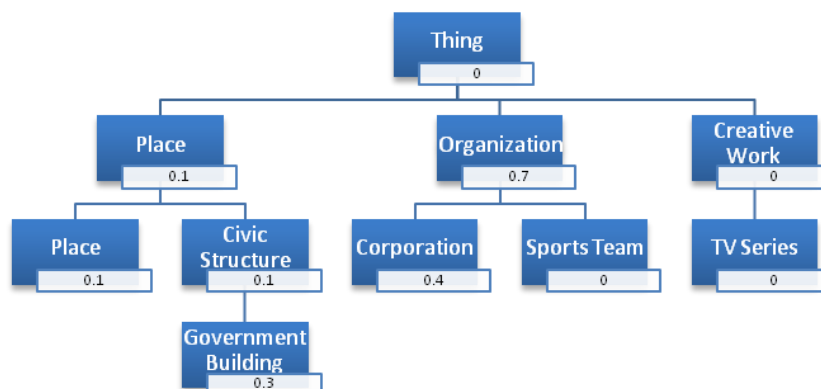 Thing
0
Place
0.1
Organization
0.7
Creative
Work
0
Place
0.1
Civic
Structure
0.1
Corporation
0.4
Sports Team
0
TV Series
0
Government
Building
0.3